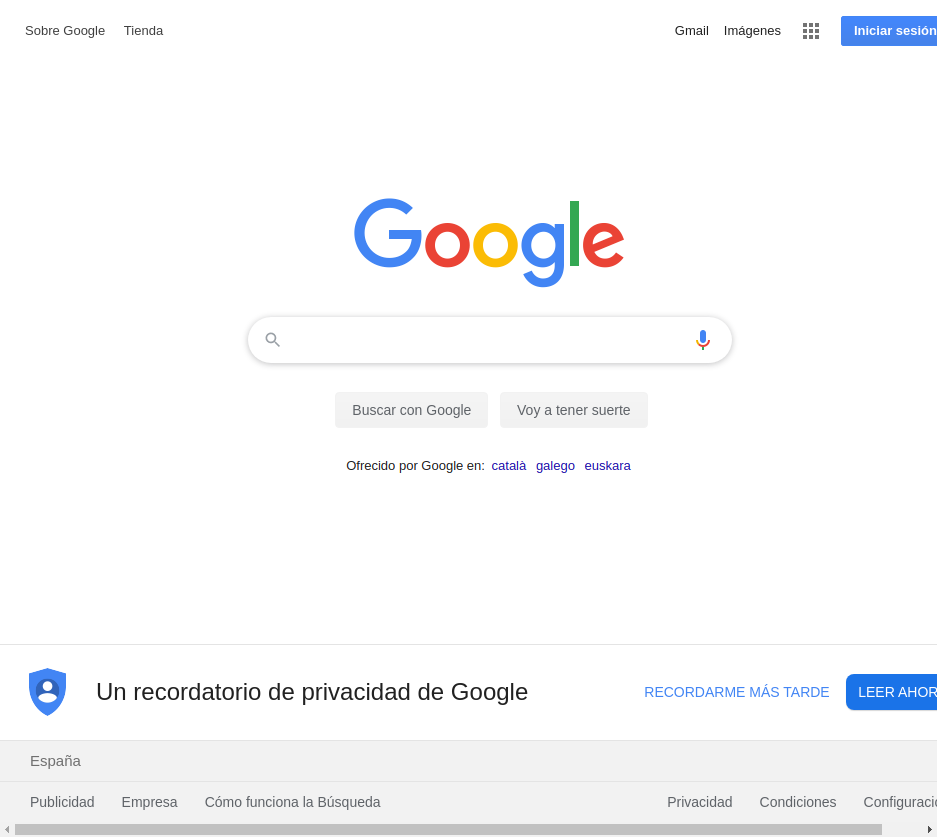 Sobre Google Tienda Gmail Imágenes Iniciar sesión
Google
Buscar con Google Voy a tener suerte
Ofrecido por Google en: català galego euskara
Un recordatorio de privacidad de Google RECORDARME MÁS TARDE LEER AHOR
España
Publicidad Empresa Cómo funciona la Búsqueda Privacidad Condiciones Configuraci